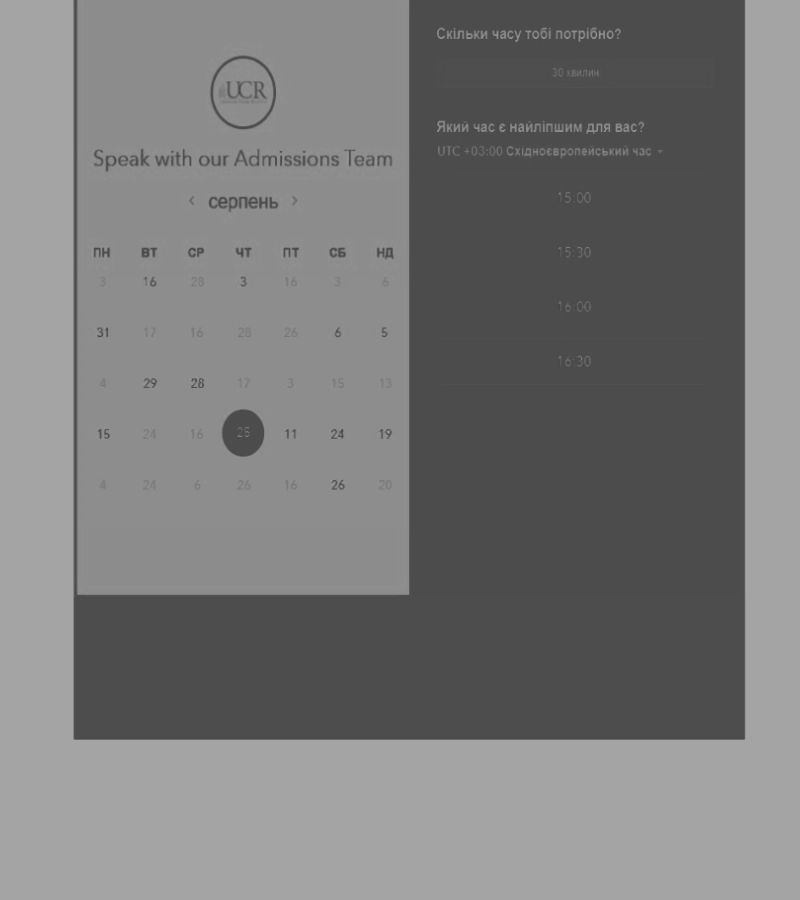 UCR
Speak with our Admissions Team
‹ серпень ›
ПН ВТ СР ЧТ ПТ СБ НД
3 16 28 3 16 3 6
31 17 16 28 26 6 5
4 29 28 17 3 15 13
15 24 16 25 11 24 19
4 24 6 26 16 26 20
Скільки часу тобі потрібно?
30 хвилин
Який час є найліпшим для вас?
UTC +03:00 Східноєвропейський час
15:00
15:30
16:00
16:30